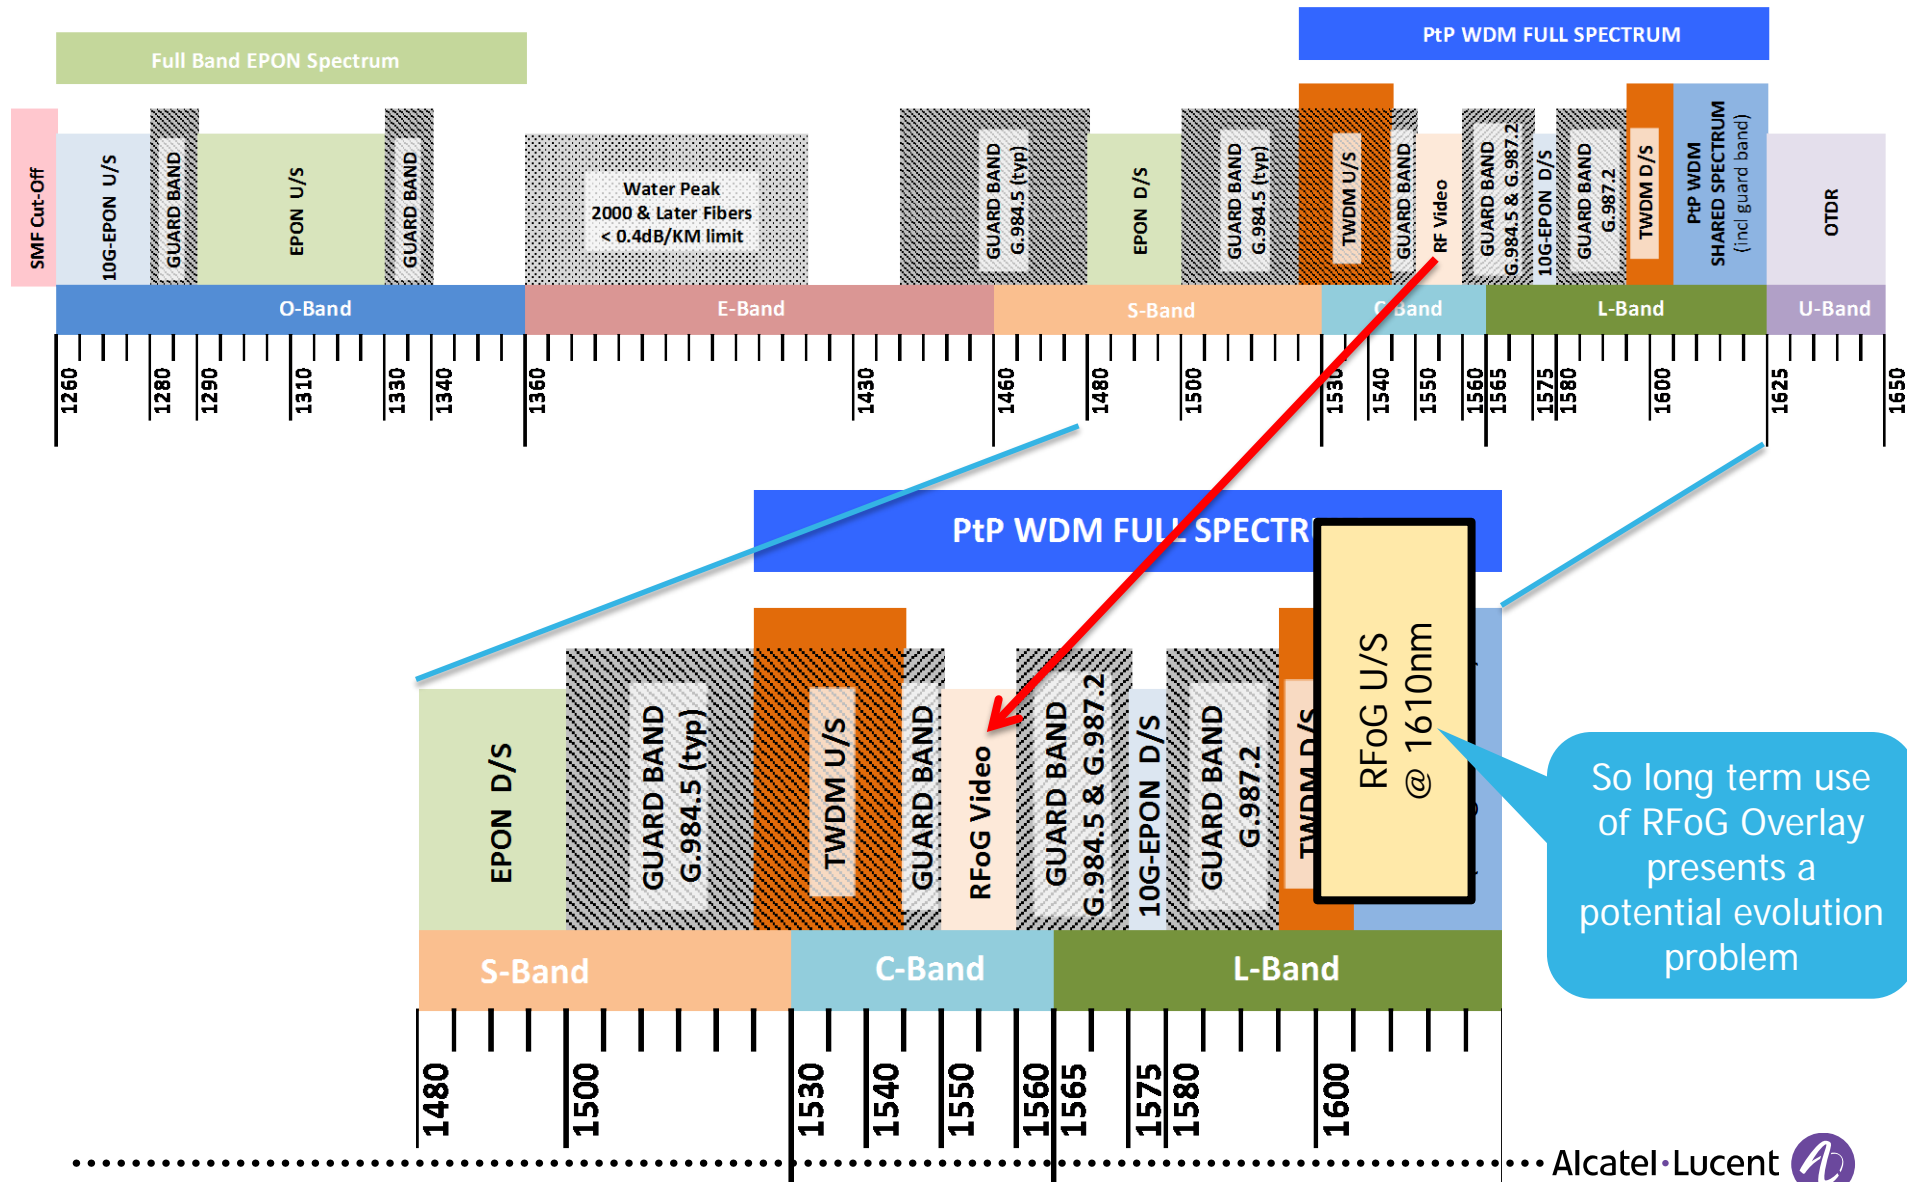 Full Band EPON Spectrum
PtP WDM FULL SPECTRUM
SMF Cut-Off
10G-EPON U/S
GUARD BAND
EPON U/S
GUARD BAND
Water Peak
2000 & Later Fibers
< 0.4dB/KM limit
GUARD BAND
G.984.5 (typ)
EPON D/S
GUARD BAND
G.984.5 (typ)
TWDM U/S
GUARD BAND
RF Video
GUARD BAND
G.984.5 & G.987.2
10G-EPON D/S
GUARD BAND
G.987.2
TWDM D/S
PtP WDM
SHARED SPECTRUM
(incl guard band)
OTDR
O-Band
E-Band
S-Band
C-Band
L-Band
U-Band
1260
1280
1290
1310
1330
1340
1360
1430
1460
1480
1500
1530
1540
1550
1560
1565
1575
1580
1600
1625
1650
PtP WDM FULL SPECTR
EPON D/S
GUARD BAND
G.984.5 (typ)
TWDM U/S
GUARD BAND
RFoG Video
GUARD BAND
G.984.5 & G.987.2
10G-EPON D/S
GUARD BAND
G.987.2
TWDM D/S
RFoG U/S
@ 1610nm
So long term use
of RFoG Overlay
presents a
potential evolution
problem
S-Band
C-Band
L-Band
1480
1500
1530
1540
1550
1560
1565
1575
1580
1600
Alcatel·Lucent